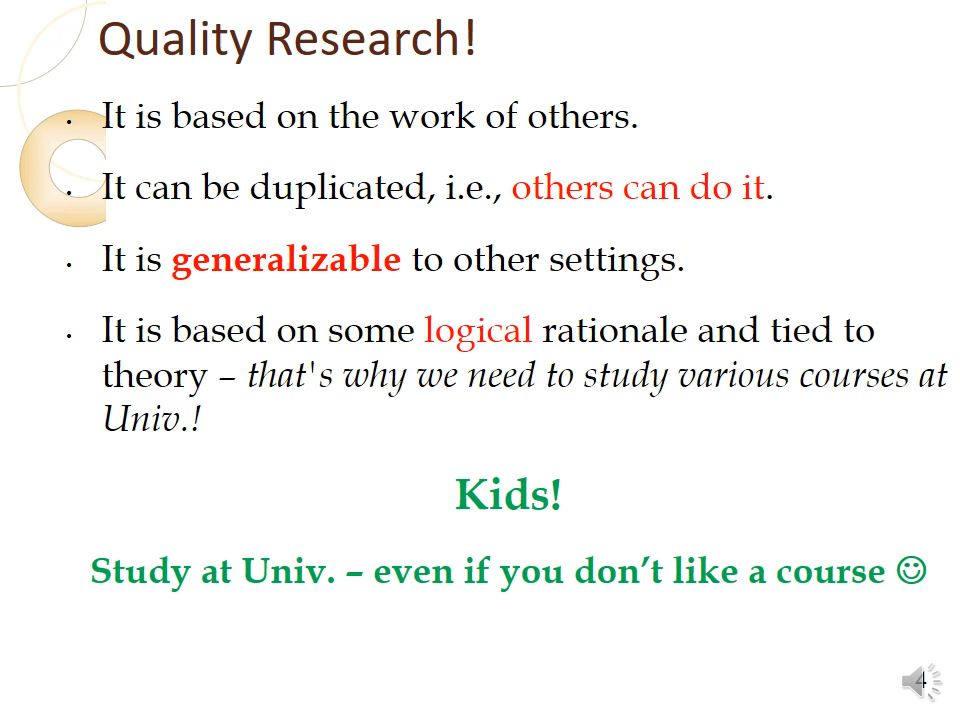 Quality Research!
• It is based on the work of others.
• It can be duplicated, i.e., others can do it.
• It is generalizable to other settings.
• It is based on some logical rationale and tied to
theory – that's why we need to study various courses at
Univ.!
Kids!
Study at Univ. – even if you don’t like a course ☺
4